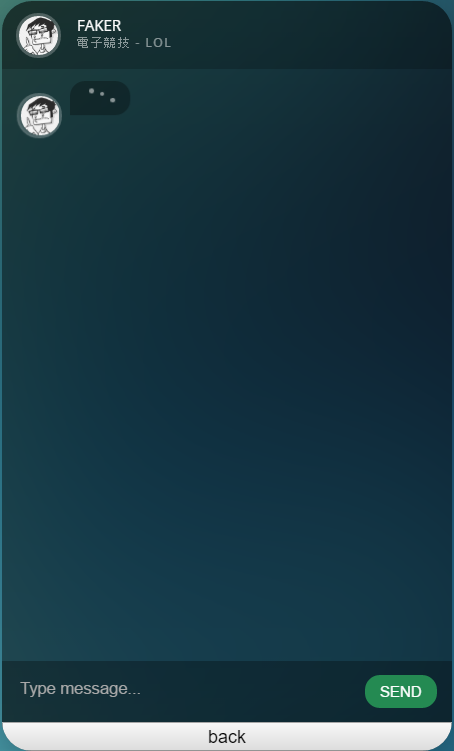 FAKER
電子競技 - LOL
Type message...
SEND
back